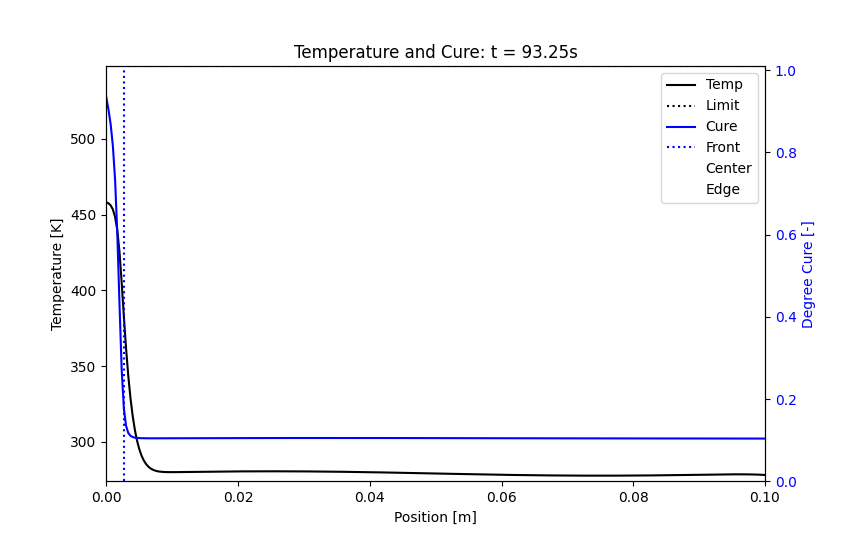 Temperature and Cure: t = 93.25s
Temp
Limit
Cure
Front
Center
Edge
Temperature [K]
500
450
400
350
300
Degree Cure [-]
1.0
0.8
0.6
0.4
0.2
0.0
0.00 0.02 0.04 0.06 0.08 0.10
Position [m]